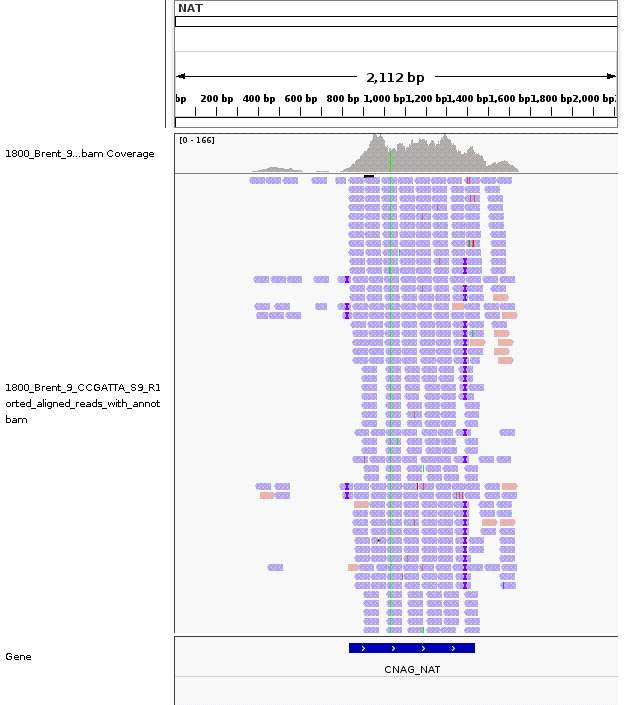 NAT
2,112 bp
bp 200 bp 400 bp 600 bp 800 bp 1,000 bp 1,200 bp 1,400 bp 1,600 bp 1,800 bp 2,000 bp
[0 - 166]
1800_Brent_9...bam Coverage
1800_Brent_9_CCGATTA_S9_R1
orted_aligned_reads_with_annot
bam
Gene
CNAG_NAT